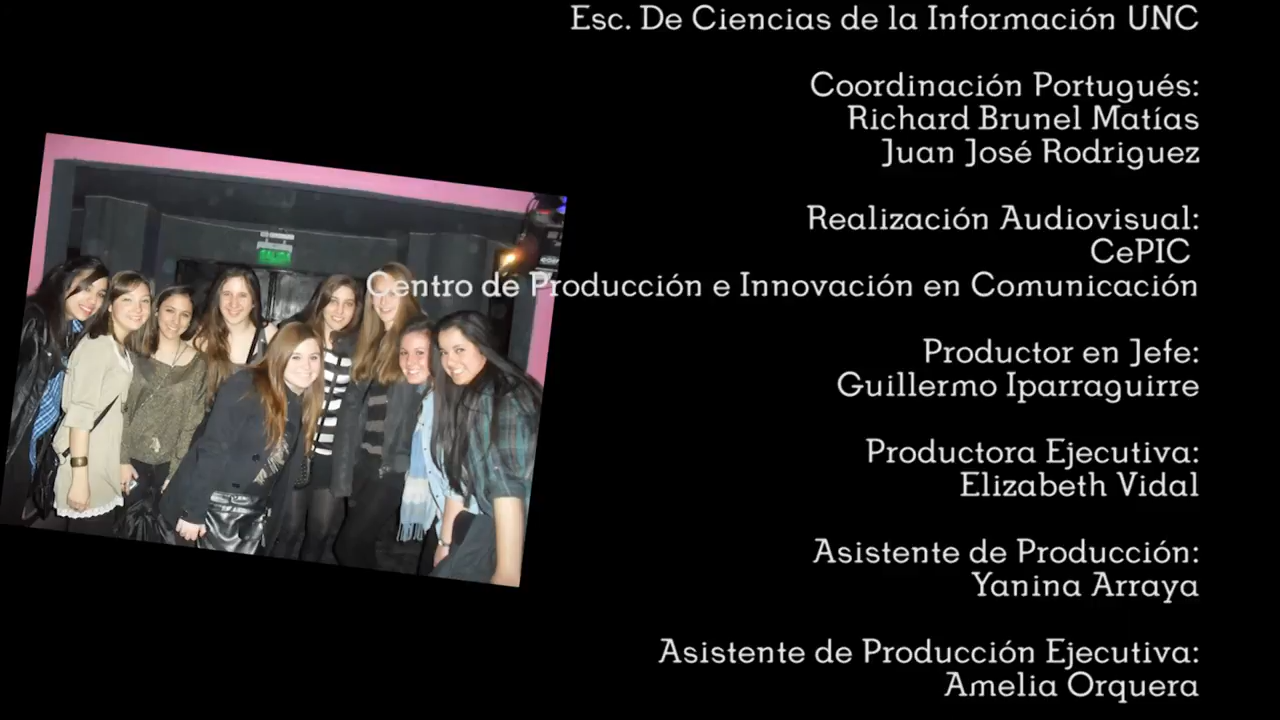 Esc. De Ciencias de la Información UNC
Coordinación Portugués:
Richard Brunel Matías
Juan José Rodriguez
Realización Audiovisual:
CePIC
Centro de Producción e Innovación en Comunicación
Productor en Jefe:
Guillermo Iparraguirre
Productora Ejecutiva:
Elizabeth Vidal
Asistente de Producción:
Yanina Arraya
Asistente de Producción Ejecutiva:
Amelia Orquera